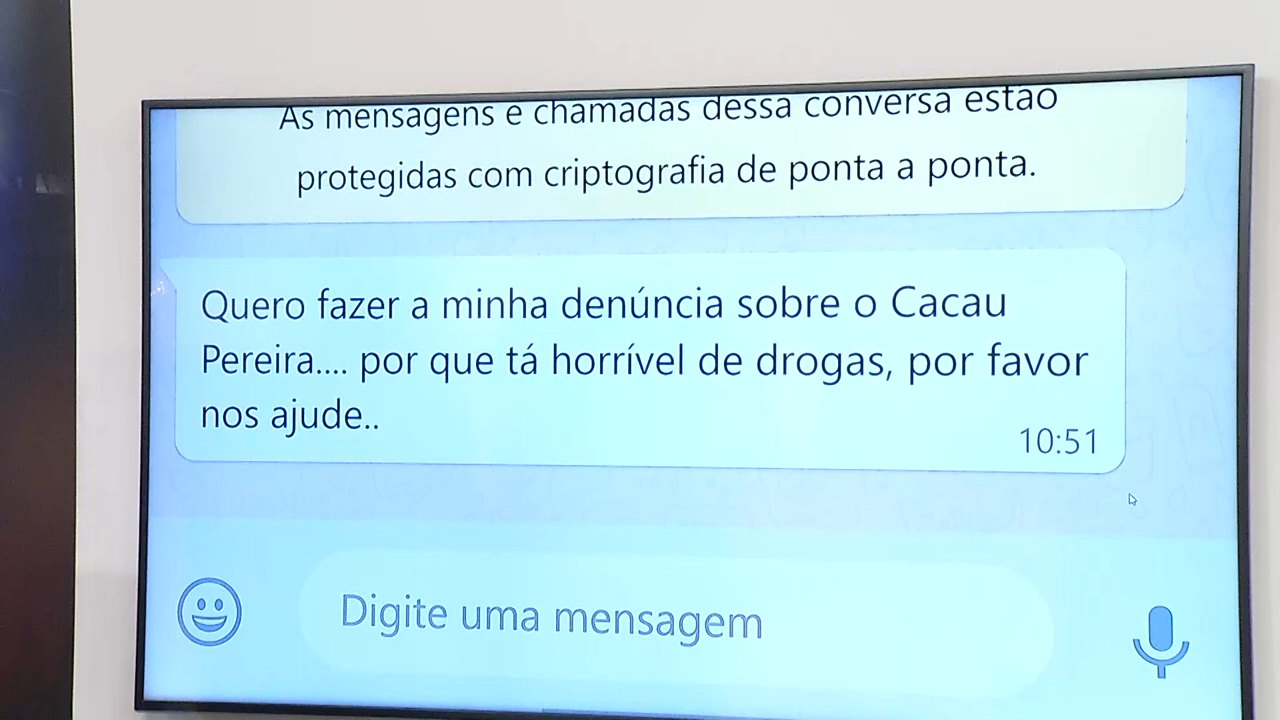 As mensagens e chamadas dessa conversa estão
protegidas com criptografia de ponta a ponta.
Quero fazer a minha denúncia sobre o Cacau
Pereira.... por que tá horrível de drogas, por favor
nos ajude..
10:51
Digite uma mensagem